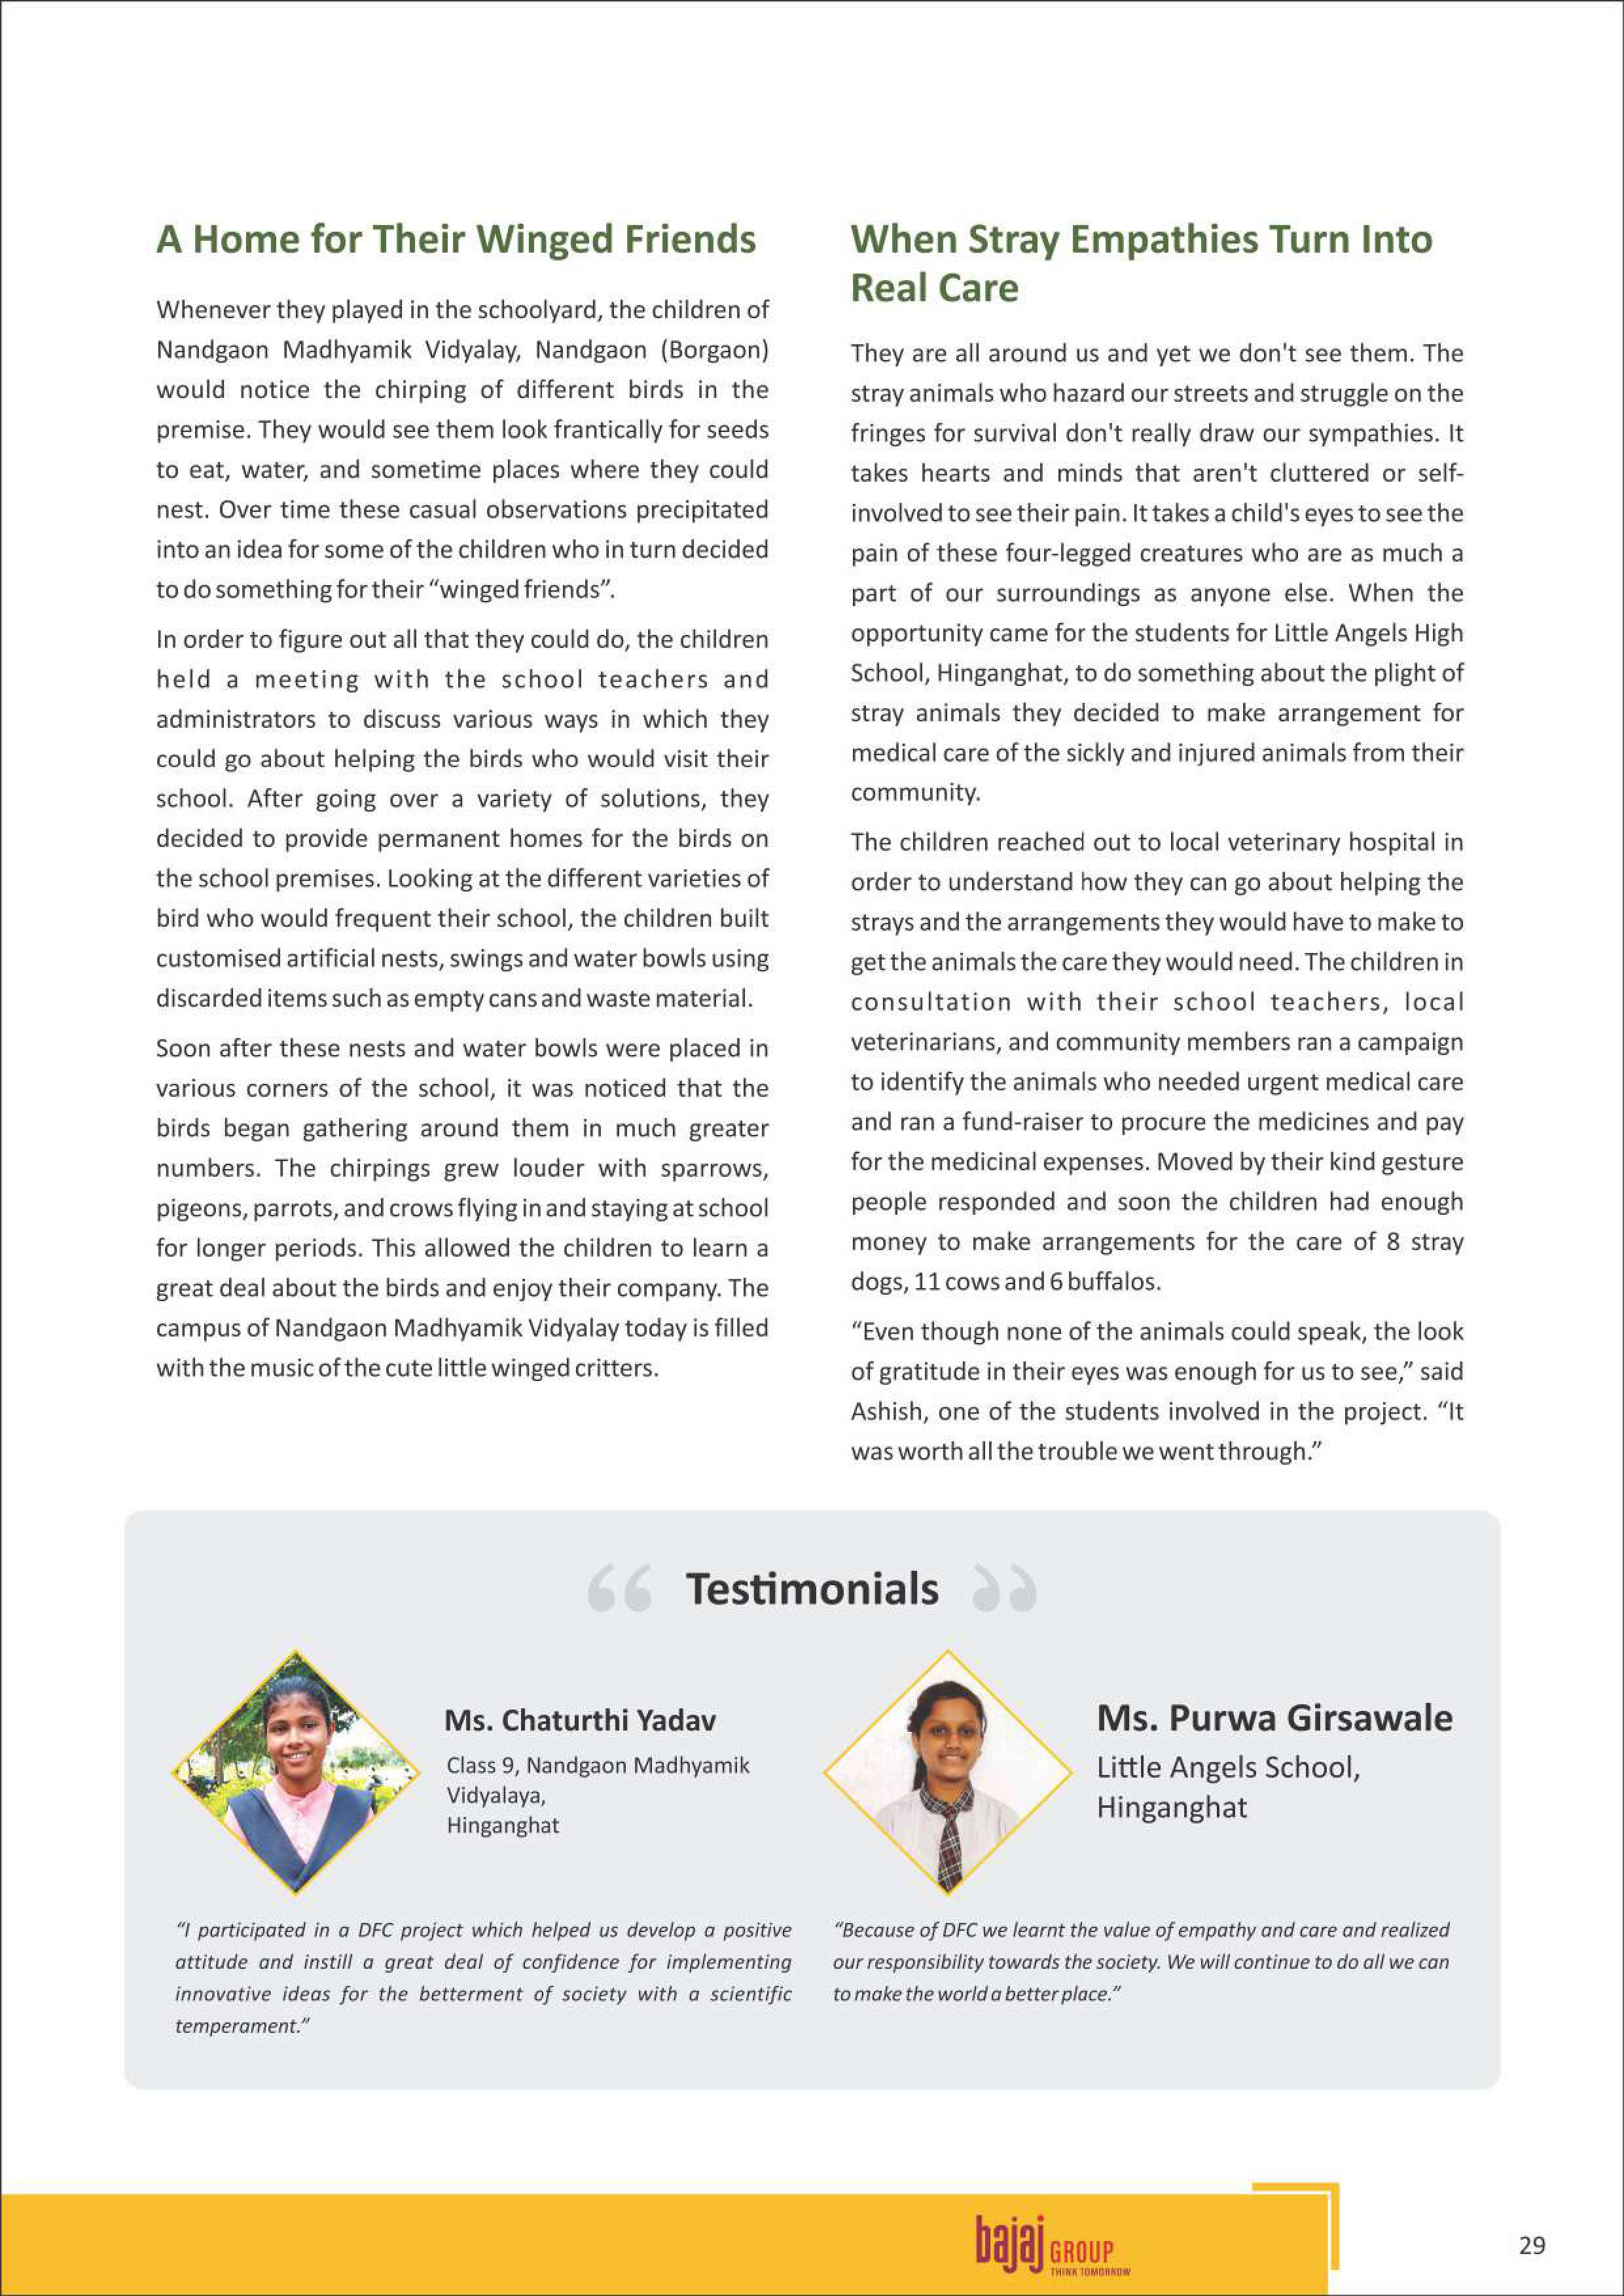 A Home for Their Winged Friends
Whenever they played in the schoolyard, the children of
Nandgaon Madhyamik Vidyalay, Nandgaon (Borgaon)
would notice the chirping of different birds in the
premise. They would see them look frantically for seeds
to eat, water, and sometime places where they could
nest. Over time these casual observations precipitated
into an idea for some of the children who in turn decided
to do something for their “winged friends”.
In order to figure out all that they could do, the children
held a meeting with the school teachers and
administrators to discuss various ways in which they
could go about helping the birds who would visit their
school. After going over a variety of solutions, they
decided to provide permanent homes for the birds on
the school premises. Looking at the different varieties of
bird who would frequent their school, the children built
customised artificial nests, swings and water bowls using
discarded items such as empty cans and waste material.
Soon after these nests and water bowls were placed in
various corners of the school, it was noticed that the
birds began gathering around them in much greater
numbers. The chirpings grew louder with sparrows,
pigeons, parrots, and crows flying in and staying at school
for longer periods. This allowed the children to learn a
great deal about the birds and enjoy their company. The
campus of Nandgaon Madhyamik Vidyalay today is filled
with the music of the cute little winged critters.
When Stray Empathies Turn Into
Real Care
They are all around us and yet we don't see them. The
stray animals who hazard our streets and struggle on the
fringes for survival don't really draw our sympathies. It
takes hearts and minds that aren't cluttered or self-
involved to see their pain. It takes a child's eyes to see the
pain of these four-legged creatures who are as much a
part of our surroundings as anyone else. When the
opportunity came for the students for Little Angels High
School, Hinganghat, to do something about the plight of
stray animals they decided to make arrangement for
medical care of the sickly and injured animals from their
community.
The children reached out to local veterinary hospital in
order to understand how they can go about helping the
strays and the arrangements they would have to make to
get the animals the care they would need. The children in
consultation with their school teachers, local
veterinarians, and community members ran a campaign
to identify the animals who needed urgent medical care
and ran a fund-raiser to procure the medicines and pay
for the medicinal expenses. Moved by their kind gesture
people responded and soon the children had enough
money to make arrangements for the care of 8 stray
dogs, 11 cows and 6 buffalos.
“Even though none of the animals could speak, the look
of gratitude in their eyes was enough for us to see,” said
Ashish, one of the students involved in the project. “It
was worth all the trouble we went through.”
“ Testimonials ”
Ms. Chaturthi Yadav
Class 9, Nandgaon Madhyamik
Vidyalaya,
Hinganghat
“I participated in a DFC project which helped us develop a positive
attitude and instill a great deal of confidence for implementing
innovative ideas for the betterment of society with a scientific
temperament.”
Ms. Purwa Girsawale
Little Angels School,
Hinganghat
“Because of DFC we learnt the value of empathy and care and realized
our responsibility towards the society. We will continue to do all we can
to make the world a better place.”
bajaj GROUP
THINK TOMORROW
29